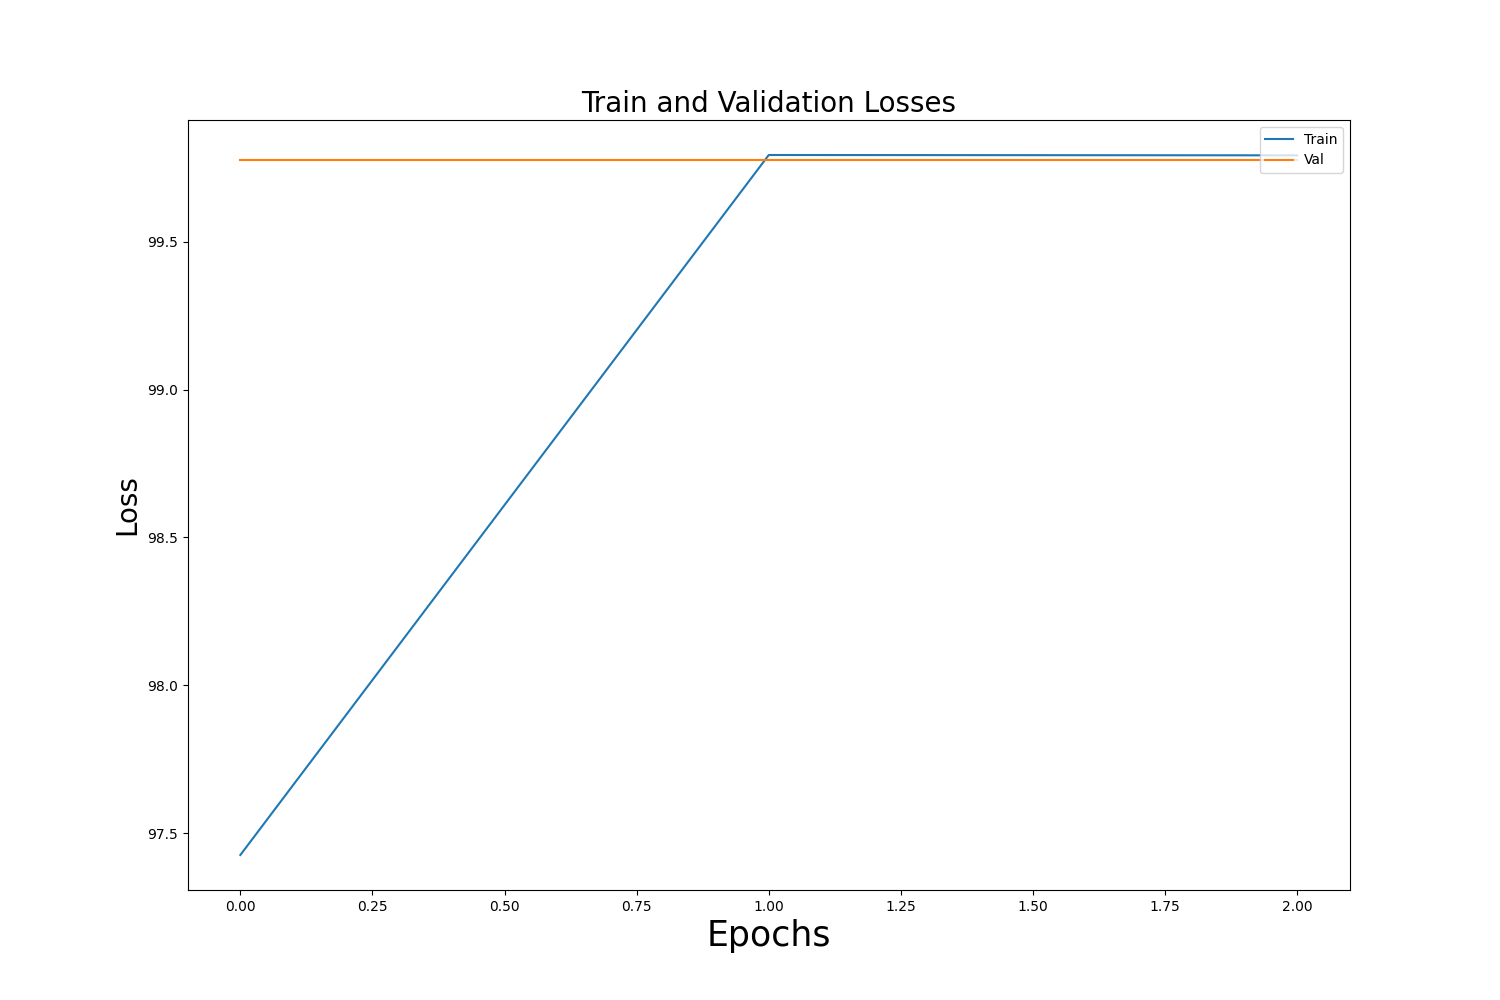 Train and Validation Losses
Train
Val
99.5
99.0
98.5
98.0
97.5
Loss
0.00 0.25 0.50 0.75 1.00 1.25 1.50 1.75 2.00
Epochs